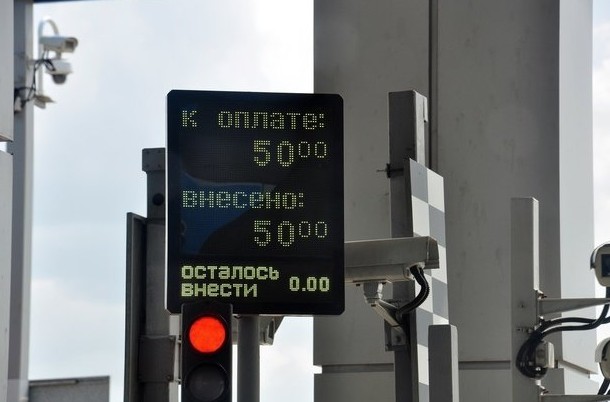 к оплате:
50⁰⁰
внесено:
50⁰⁰
осталось
внести 0.00